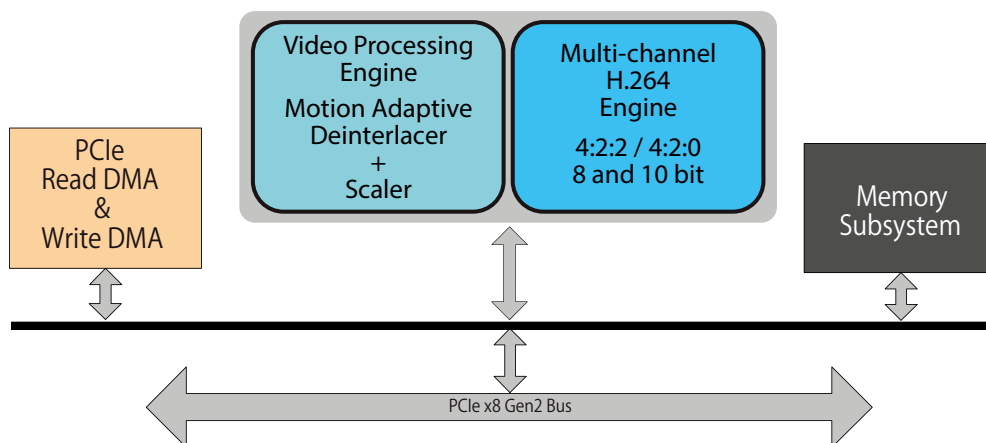 Video Processing
Engine
Motion Adaptive
Deinterlacer
+
Scaler
Multi-channel
H.264
Engine
4:2:2 / 4:2:0
8 and 10 bit
PCIe
Read DMA
&
Write DMA
Memory
Subsystem
PCIe x8 Gen2 Bus